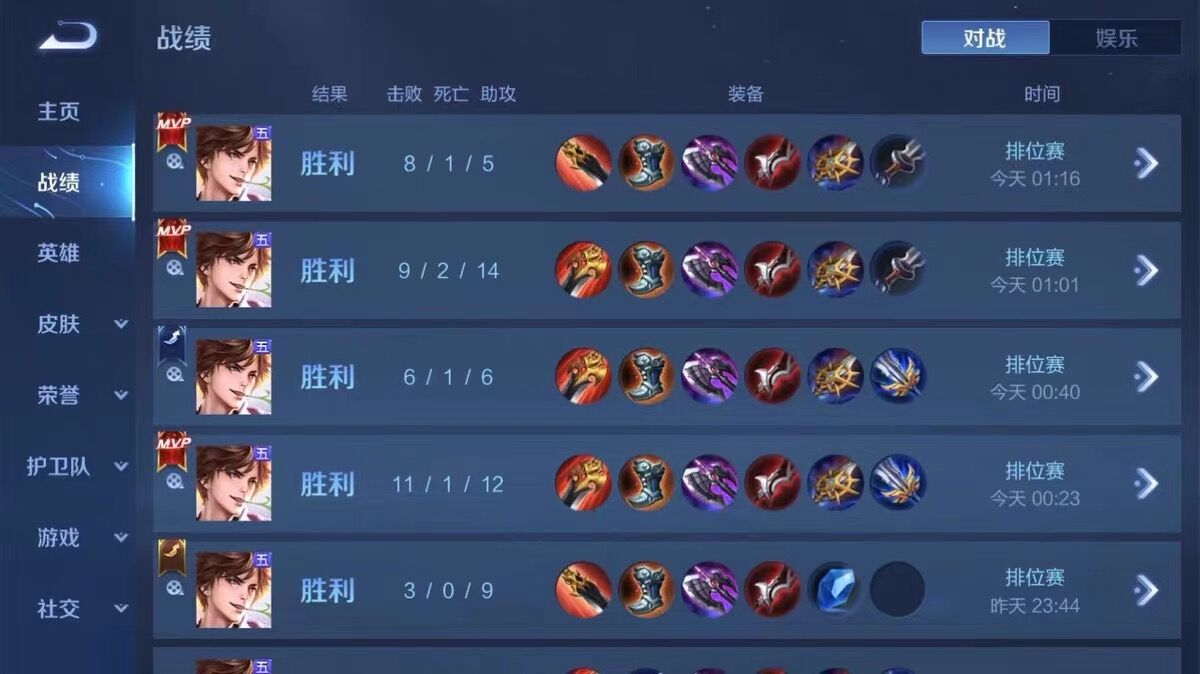 战绩
对战 娱乐
结果 击败 死亡 助攻 装备 时间
主页
战绩
英雄
皮肤
荣誉
护卫队
游戏
社交
MVP 五 胜利 8 / 1 / 5 排位赛
今天 01:16
MVP 五 胜利 9 / 2 / 14 排位赛
今天 01:01
五 胜利 6 / 1 / 6 排位赛
今天 00:40
MVP 五 胜利 11 / 1 / 12 排位赛
今天 00:23
五 胜利 3 / 0 / 9 排位赛
昨天 23:44
五